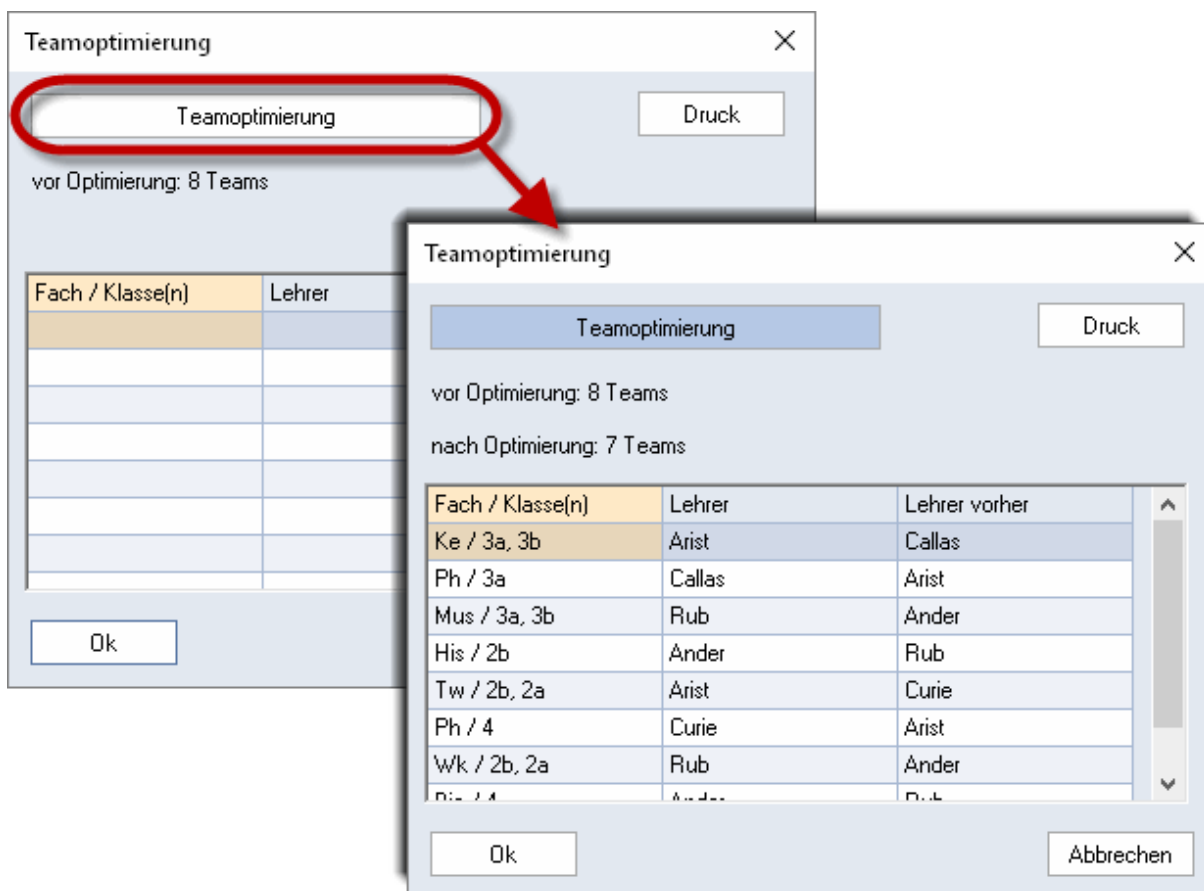 Teamoptimierung
Teamoptimierung Druck
vor Optimierung: 8 Teams
Fach / Klasse(n) Lehrer
Ok
Teamoptimierung
Teamoptimierung Druck
vor Optimierung: 8 Teams
nach Optimierung: 7 Teams
Fach / Klasse(n) Lehrer Lehrer vorher
Ke / 3a, 3b Arist Callas
Ph / 3a Callas Arist
Mus / 3a, 3b Rub Ander
His / 2b Ander Rub
Tw / 2b, 2a Arist Curie
Ph / 4 Curie Arist
Wk / 2b, 2a Rub Ander
Ok Abbrechen